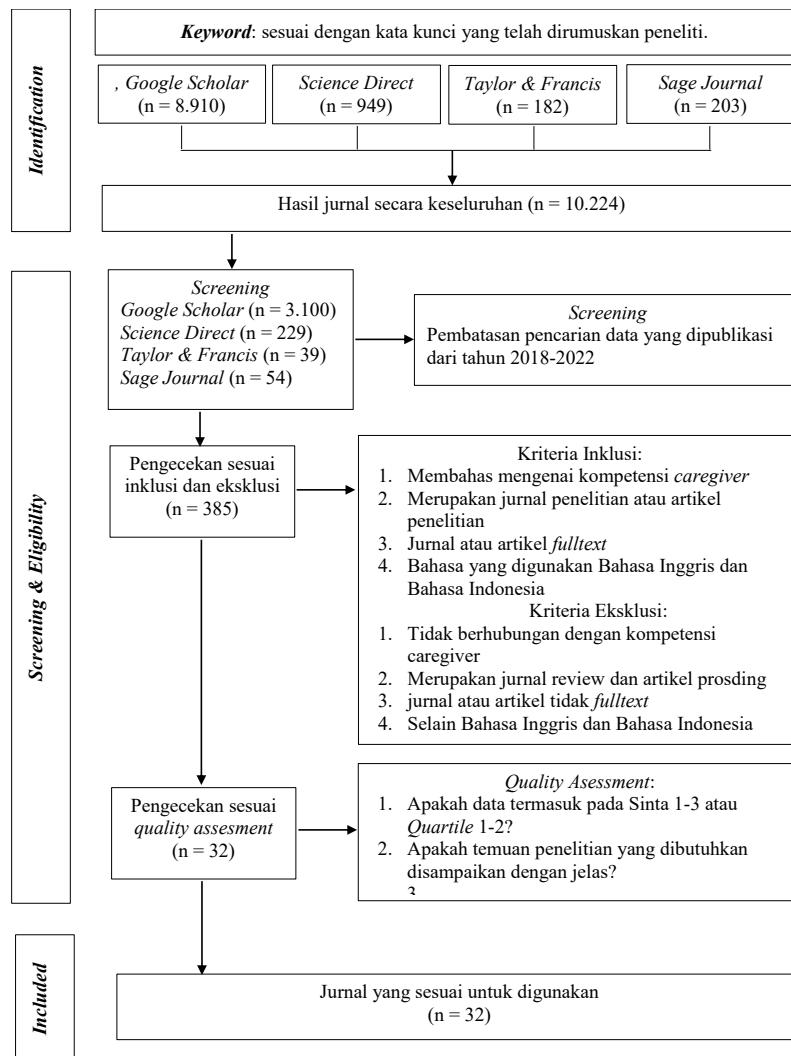 Identification
Keyword: sesuai dengan kata kunci yang telah dirumuskan peneliti.
, Google Scholar
(n = 8.910)
Science Direct
(n = 949)
Taylor & Francis
(n = 182)
Sage Journal
(n = 203)
Hasil jurnal secara keseluruhan (n = 10.224)
Screening & Eligibility
Screening
Google Scholar (n = 3.100)
Science Direct (n = 229)
Taylor & Francis (n = 39)
Sage Journal (n = 54)
Screening
Pembatasan pencarian data yang dipublikasi
dari tahun 2018-2022
Pengecekan sesuai
inklusi dan eksklusi
(n = 385)
Kriteria Inklusi:
1. Membahas mengenai kompetensi caregiver
2. Merupakan jurnal penelitian atau artikel
penelitian
3. Jurnal atau artikel fulltext
4. Bahasa yang digunakan Bahasa Inggris dan
Bahasa Indonesia
Kriteria Eksklusi:
1. Tidak berhubungan dengan kompetensi
caregiver
2. Merupakan jurnal review dan artikel prosding
3. jurnal atau artikel tidak fulltext
4. Selain Bahasa Inggris dan Bahasa Indonesia
Pengecekan sesuai
quality assesment
(n = 32)
Quality Asessment:
1. Apakah data termasuk pada Sinta 1-3 atau
Quartile 1-2?
2. Apakah temuan penelitian yang dibutuhkan
disampaikan dengan jelas?
3
Included
Jurnal yang sesuai untuk digunakan
(n = 32)